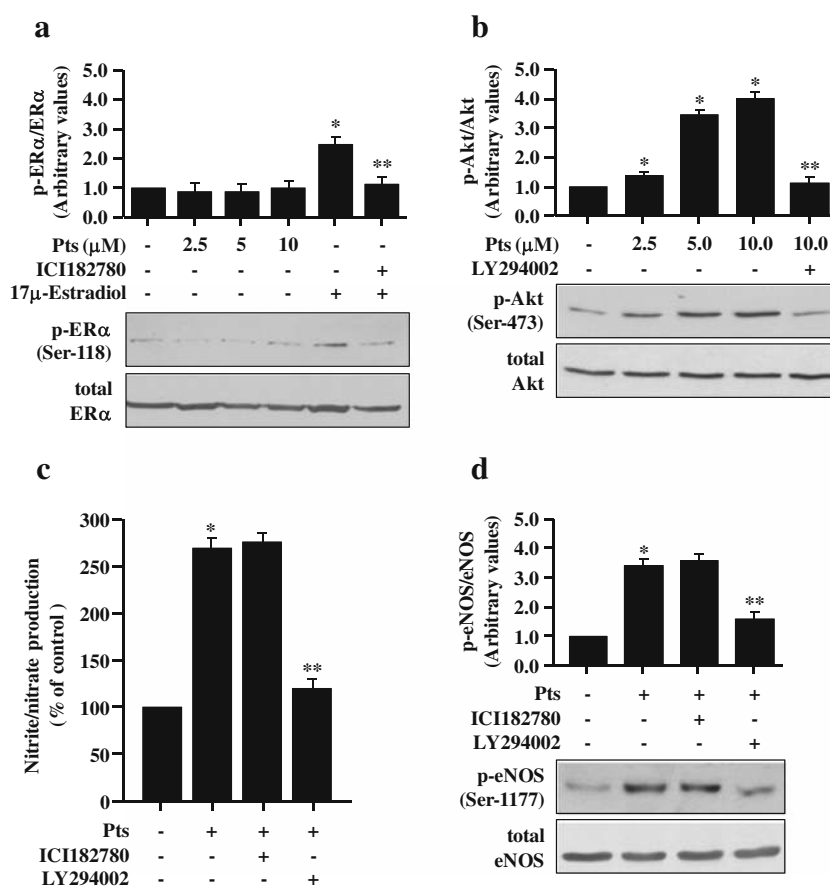 a
p-ERα/ERα
(Arbitrary values)
5.0
4.0
3.0
2.0
1.0
0.0
*
**
Pts (μM) - 2.5 5 10 - -
ICI182780 - - - - - +
17μ-Estradiol - - - - + +
p-ERα
(Ser-118)
total
ERα
b
p-Akt/Akt
(Arbitrary values)
5.0
4.0
3.0
2.0
1.0
0.0
*
*
*
**
Pts (μM) - 2.5 5.0 10.0 10.0
LY294002 - - - - +
p-Akt
(Ser-473)
total
Akt
c
Nitrite/nitrate production
(% of control)
300
250
200
150
100
50
0
*
**
Pts - + + +
ICI182780 - - + -
LY294002 - - - +
d
p-eNOS/eNOS
(Arbitrary values)
5.0
4.0
3.0
2.0
1.0
0.0
*
**
Pts - + + +
ICI182780 - - + -
LY294002 - - - +
p-eNOS
(Ser-1177)
total
eNOS